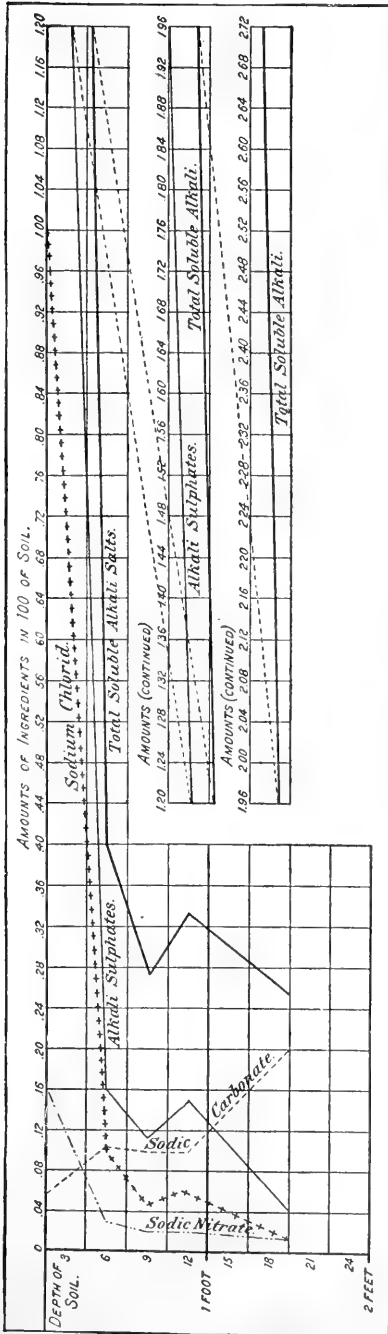 AMOUNTS OF INGREDIENTS IN 100 OF SOIL.
0 .04 .08 .12 .16 .20 .24 .28 .32 .36 .40 .44 .48 .52 .56 .60 .64 .68 .72 .76 .80 .84 .88 .92 .96 1.00 1.04 1.08 1.12 1.16 1.20
DEPTH OF
SOIL.
3
6
9
12
1 FOOT
15
18
21
24
2 FEET
Sodium Chlorid.
Alkali Sulphates.
Total Soluble Alkali Salts.
Sodic Carbonate.
Sodic Nitrate
AMOUNTS (CONTINUED)
1.20 1.24 1.28 1.32 1.36 1.40 1.44 1.48 1.52 1.56 1.60 1.64 1.68 1.72 1.76 1.80 1.84 1.88 1.92 1.96
Alkali Sulphates.
Total Soluble Alkali.
AMOUNTS (CONTINUED)
1.96 2.00 2.04 2.08 2.12 2.16 2.20 2.24 2.28 2.32 2.36 2.40 2.44 2.48 2.52 2.56 2.60 2.64 2.68 2.72
Total Soluble Alkali.